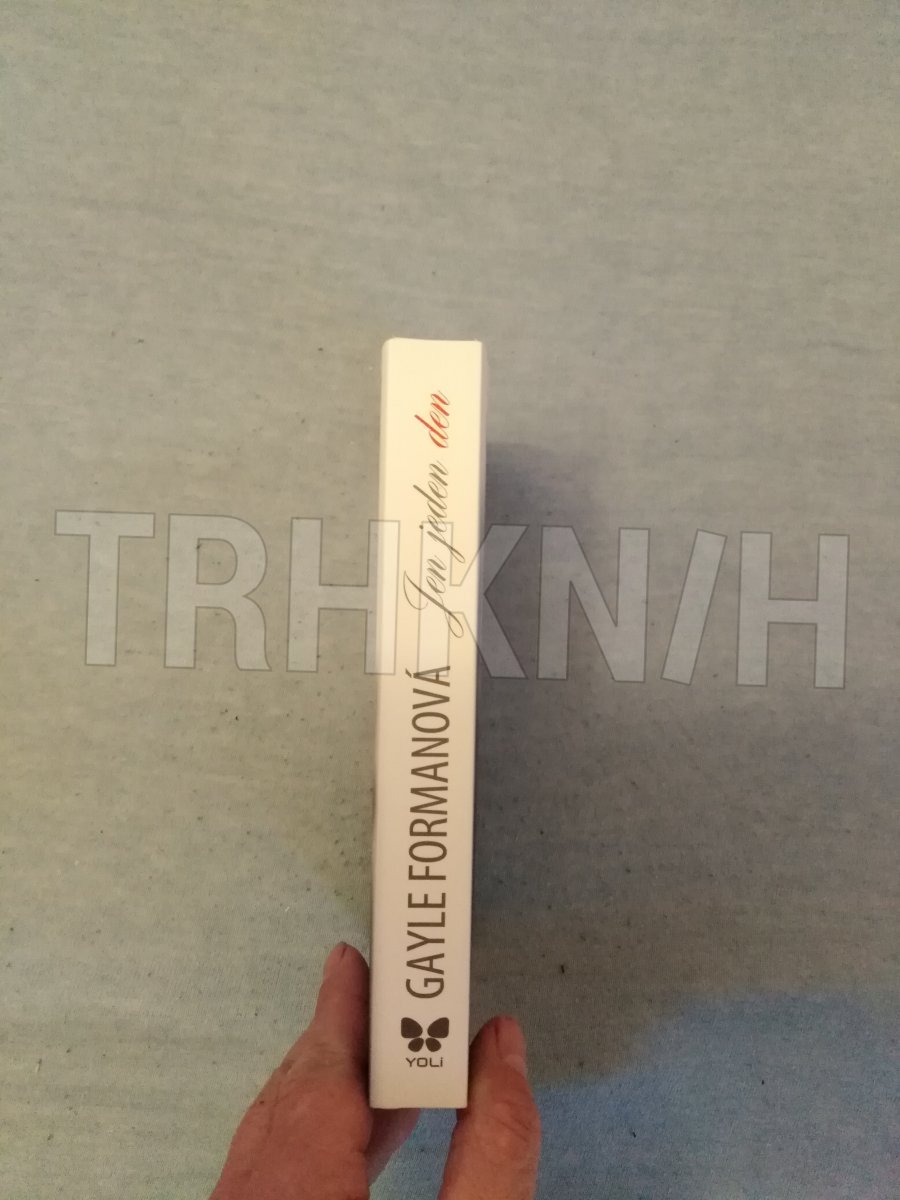 GAYLE FORMANOVÁ Jen jeden den
YOLi
TRHKNIH